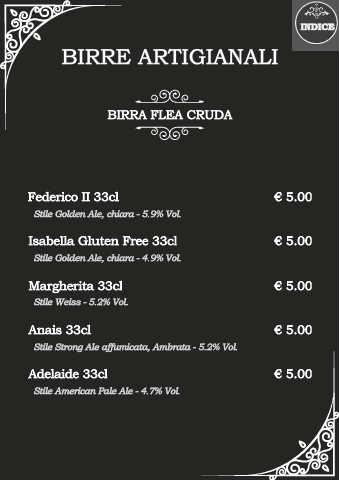 INDICE
BIRRE ARTIGIANALI
BIRRA FLEA CRUDA
Federico II 33cl € 5.00
Stile Golden Ale, chiara - 5.9% Vol.
Isabella Gluten Free 33cl € 5.00
Stile Golden Ale, chiara - 4.9% Vol.
Margherita 33cl € 5.00
Stile Weiss - 5.2% Vol.
Anais 33cl € 5.00
Stile Strong Ale affumicata, Ambrata - 5.2% Vol.
Adelaide 33cl € 5.00
Stile American Pale Ale - 4.7% Vol.